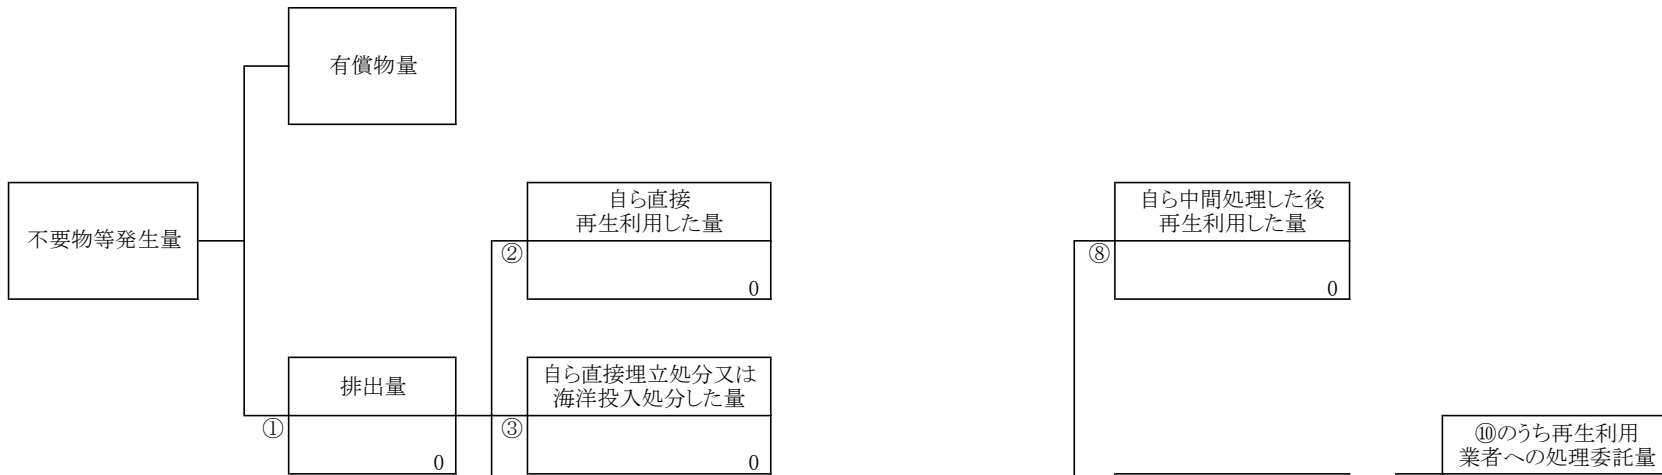 有償物量
不要物等発生量
自ら直接
再生利用した量
②
0
自ら中間処理した後
再生利用した量
⑧
0
排出量
①
0
自ら直接埋立処分又は
海洋投入処分した量
③
0
⑩のうち再生利用
業者への処理委託量